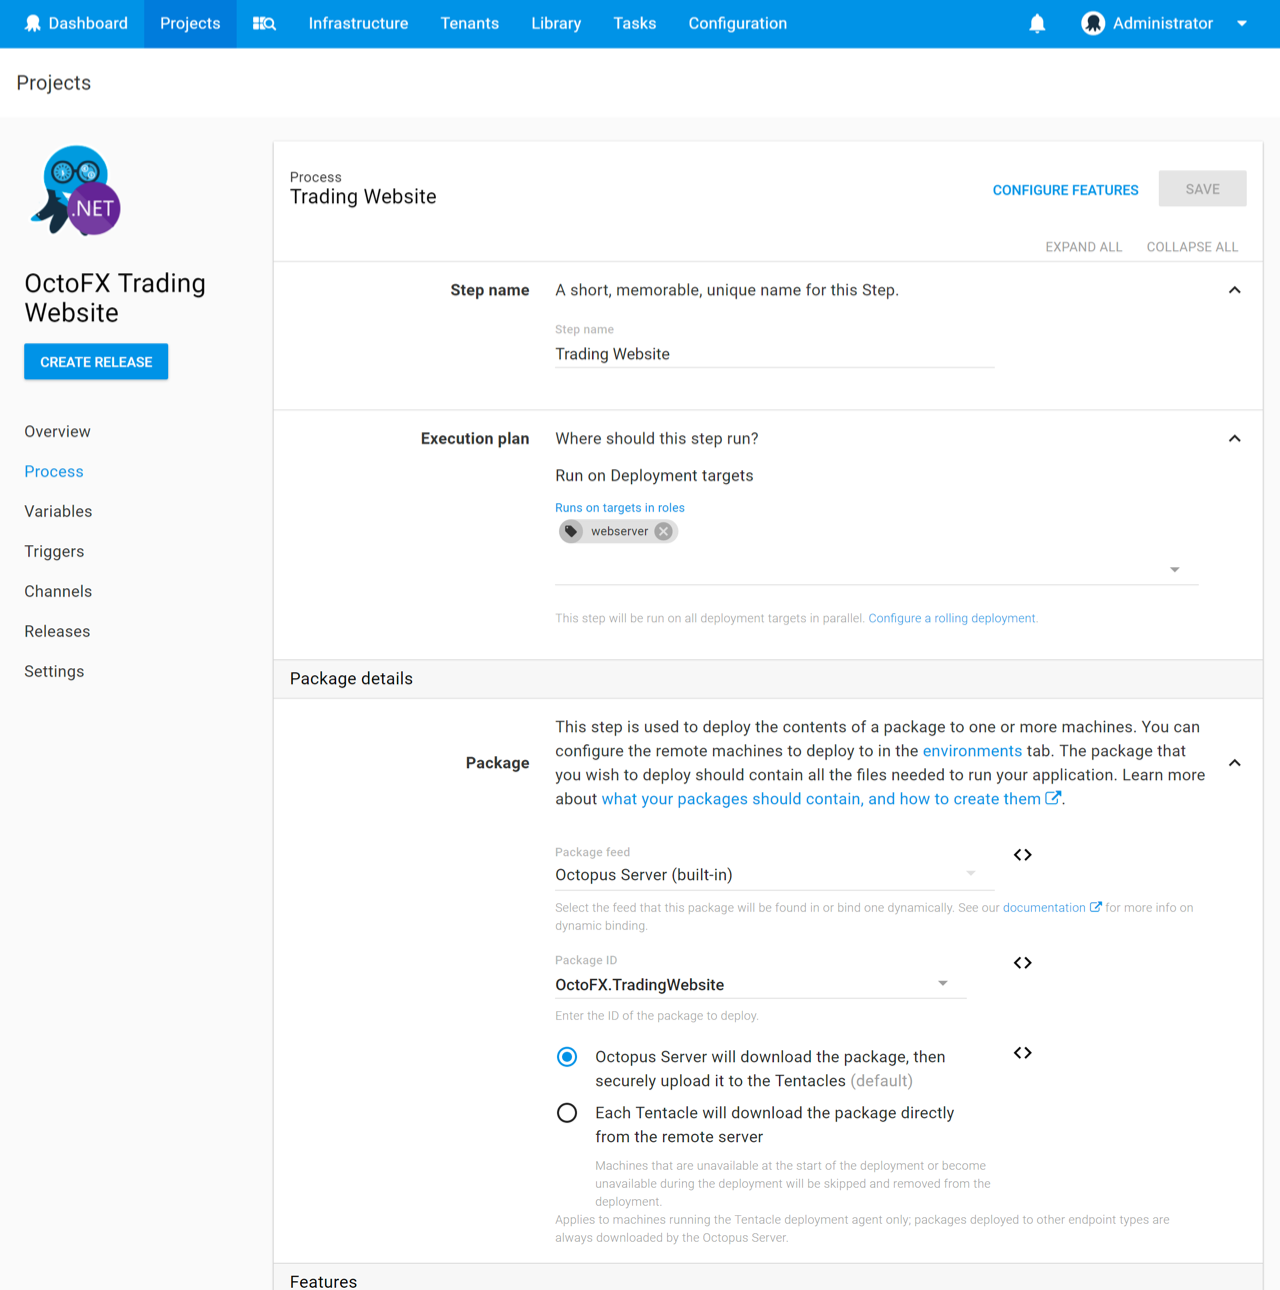 Dashboard
Projects
Infrastructure
Tenants
Library
Tasks
Configuration
Administrator
Projects
.NET
OctoFX Trading
Website
CREATE RELEASE
Overview
Process
Variables
Triggers
Channels
Releases
Settings
Process
Trading Website
CONFIGURE FEATURES
SAVE
EXPAND ALL
COLLAPSE ALL
Step name
A short, memorable, unique name for this Step.
Step name
Trading Website
Execution plan
Where should this step run?
Run on Deployment targets
Runs on targets in roles
webserver
This step will be run on all deployment targets in parallel. Configure a rolling deployment.
Package details
Package
This step is used to deploy the contents of a package to one or more machines. You can
configure the remote machines to deploy to in the environments tab. The package that
you wish to deploy should contain all the files needed to run your application. Learn more
about what your packages should contain, and how to create them.
Package feed
Octopus Server (built-in)
Select the feed that this package will be found in or bind one dynamically. See our documentation for more info on
dynamic binding.
Package ID
OctoFX.TradingWebsite
Enter the ID of the package to deploy.
Octopus Server will download the package, then
securely upload it to the Tentacles (default)
Each Tentacle will download the package directly
from the remote server
Machines that are unavailable at the start of the deployment or become
unavailable during the deployment will be skipped and removed from the
deployment.
Applies to machines running the Tentacle deployment agent only; packages deployed to other endpoint types are
always downloaded by the Octopus Server.
Features